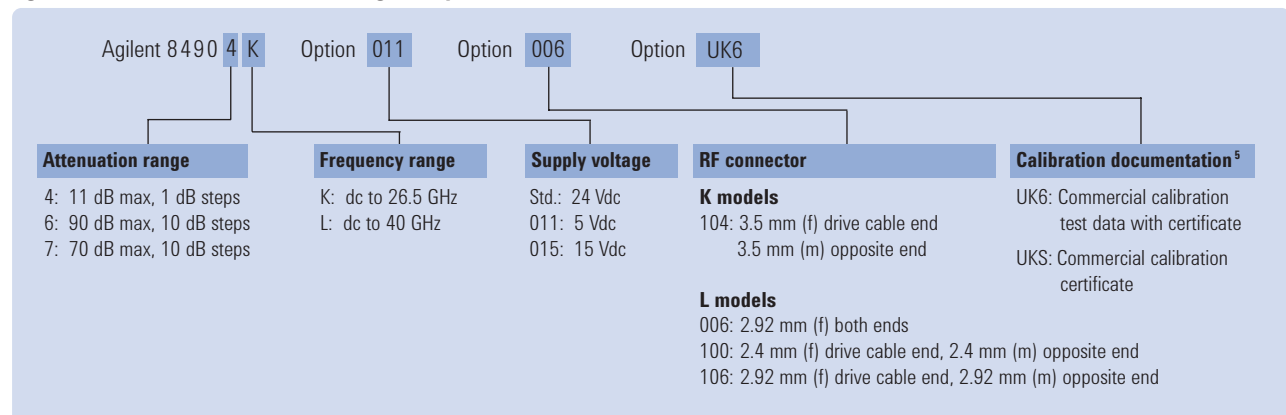 Agilent 8490 4 K Option 011 Option 006 Option UK6
Attenuation range
4: 11 dB max, 1 dB steps
6: 90 dB max, 10 dB steps
7: 70 dB max, 10 dB steps
Frequency range
K: dc to 26.5 GHz
L: dc to 40 GHz
Supply voltage
Std.: 24 Vdc
011: 5 Vdc
015: 15 Vdc
RF connector
K models
104: 3.5 mm (f) drive cable end
3.5 mm (m) opposite end
L models
006: 2.92 mm (f) both ends
100: 2.4 mm (f) drive cable end, 2.4 mm (m) opposite end
106: 2.92 mm (f) drive cable end, 2.92 mm (m) opposite end
Calibration documentation 5
UK6: Commercial calibration
test data with certificate
UKS: Commercial calibration
certificate